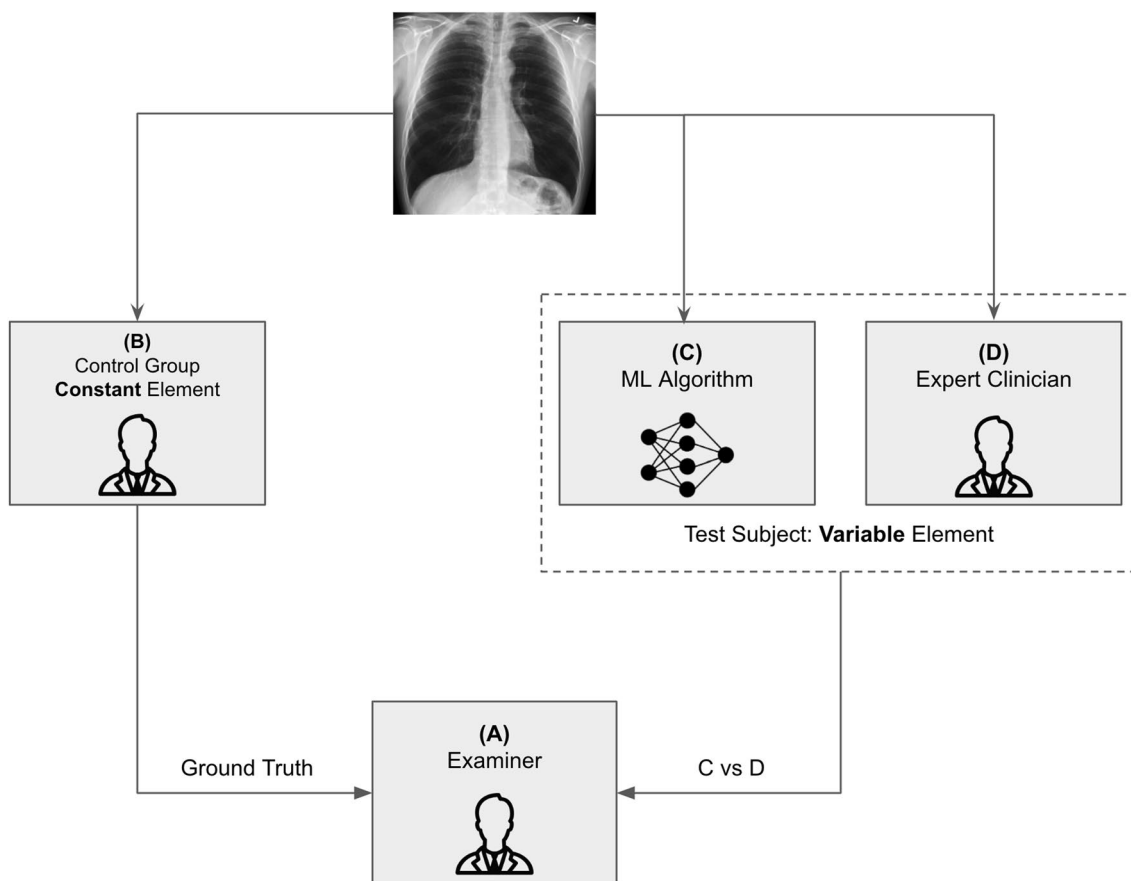 (B)
Control Group
Constant Element
(C)
ML Algorithm
(D)
Expert Clinician
Test Subject: Variable Element
(A)
Examiner
Ground Truth
C vs D